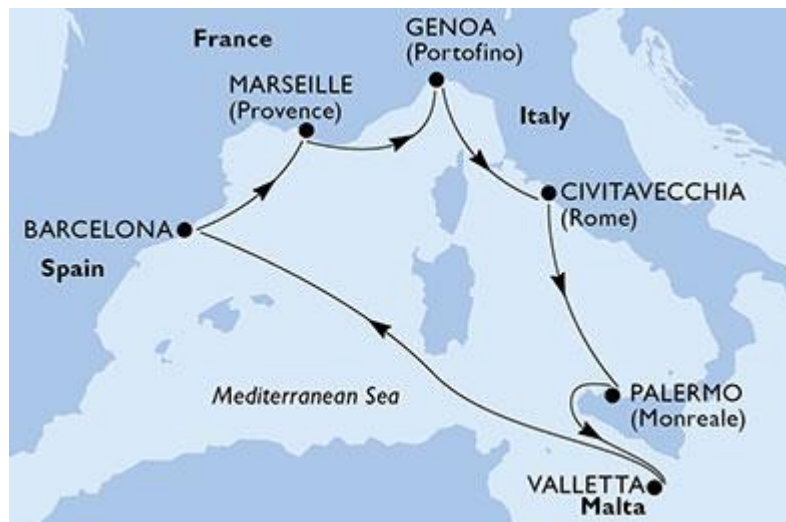 France
GENOA
(Portofino)
MARSEILLE
(Provence)
Italy
CIVITAVECCHIA
(Rome)
BARCELONA
Spain
Mediterranean Sea
PALERMO
(Monreale)
VALLETTA
Malta